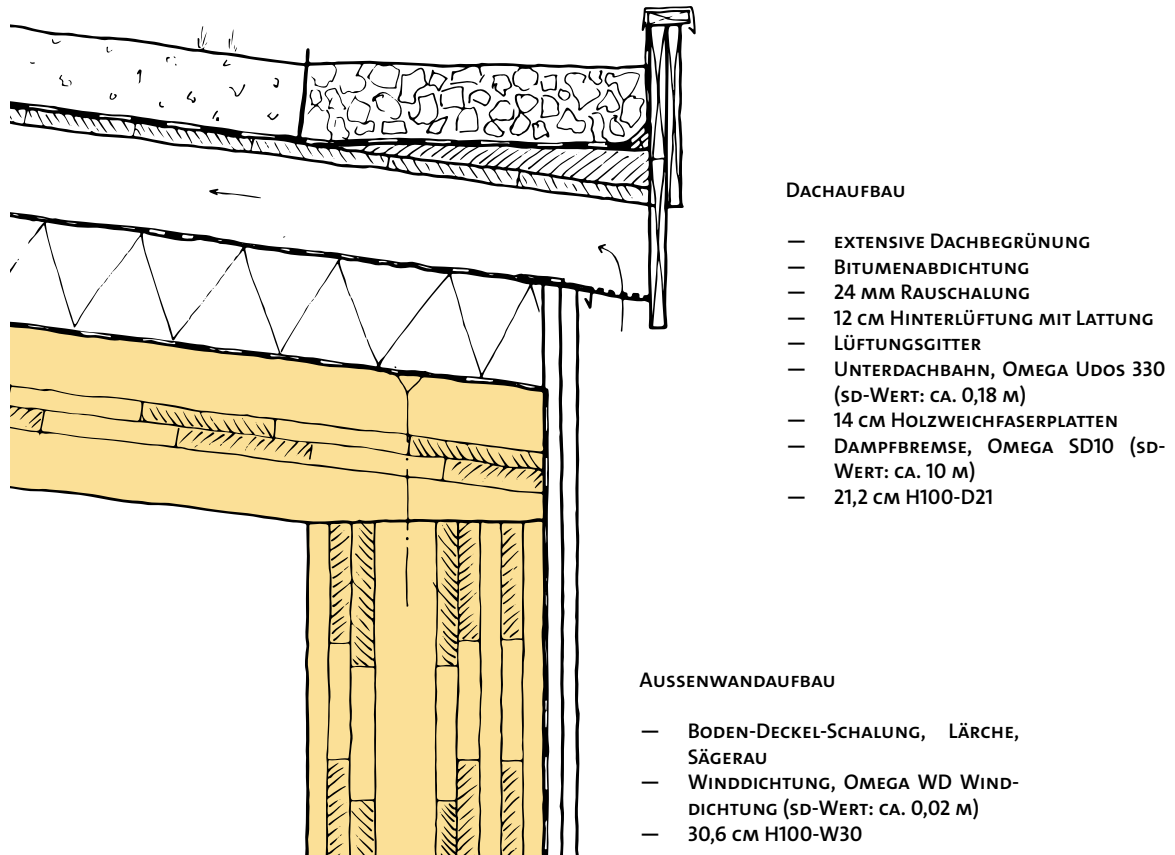 DACHAUFBAU
— EXTENSIVE DACHBEGRÜNUNG
— BITUMENABDICHTUNG
— 24 MM RAUSCHALUNG
— 12 CM HINTERLÜFTUNG MIT LATTUNG
— LÜFTUNGSGITTER
— UNTERDACHBAHN, OMEGA UDOS 330
(SD-WERT: CA. 0,18 M)
— 14 CM HOLZWEICHFASERPLATTEN
— DAMPFBREMSE, OMEGA SD10 (SD-
WERT: CA. 10 M)
— 21,2 CM H100-D21
AUSSENWANDAUFBAU
— BODEN-DECKEL-SCHALUNG, LÄRCHE,
SÄGERAU
— WINDDICHTUNG, OMEGA WD WIND-
DICHTUNG (SD-WERT: CA. 0,02 M)
— 30,6 CM H100-W30